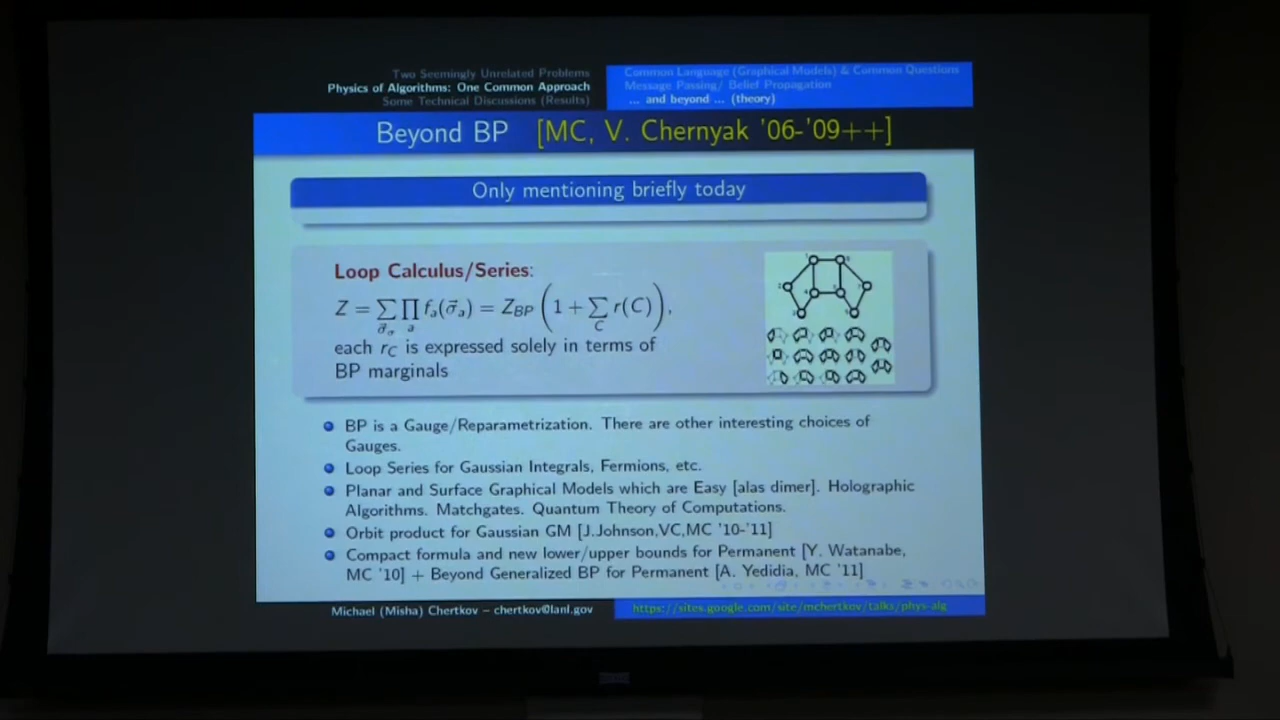 Two Seemingly Unrelated Problems
Physics of Algorithms: One Common Approach
Some Technical Discussions (Results)
Common Language (Graphical Models) & Common Questions
Message Passing/ Belief Propagation
... and beyond ... (theory)
Beyond BP [MC, V. Chernyak '06-'09++]
Only mentioning briefly today
Loop Calculus/Series:
Z = ∑_{σ⃗_σ} ∏_a f_a(σ⃗_a) = Z_{BP} (1 + ∑_C r(C)),
each r_C is expressed solely in terms of
BP marginals
BP is a Gauge/Reparametrization. There are other interesting choices of
Gauges.
Loop Series for Gaussian Integrals, Fermions, etc.
Planar and Surface Graphical Models which are Easy [alas dimer]. Holographic
Algorithms. Matchgates. Quantum Theory of Computations.
Orbit product for Gaussian GM [J.Johnson,VC,MC '10-'11]
Compact formula and new lower/upper bounds for Permanent [Y. Watanabe,
MC '10] + Beyond Generalized BP for Permanent [A. Yedidia, MC '11]
Michael (Misha) Chertkov – chertkov@lanl.gov
https://sites.google.com/site/mchertkov/talks/phys-alg